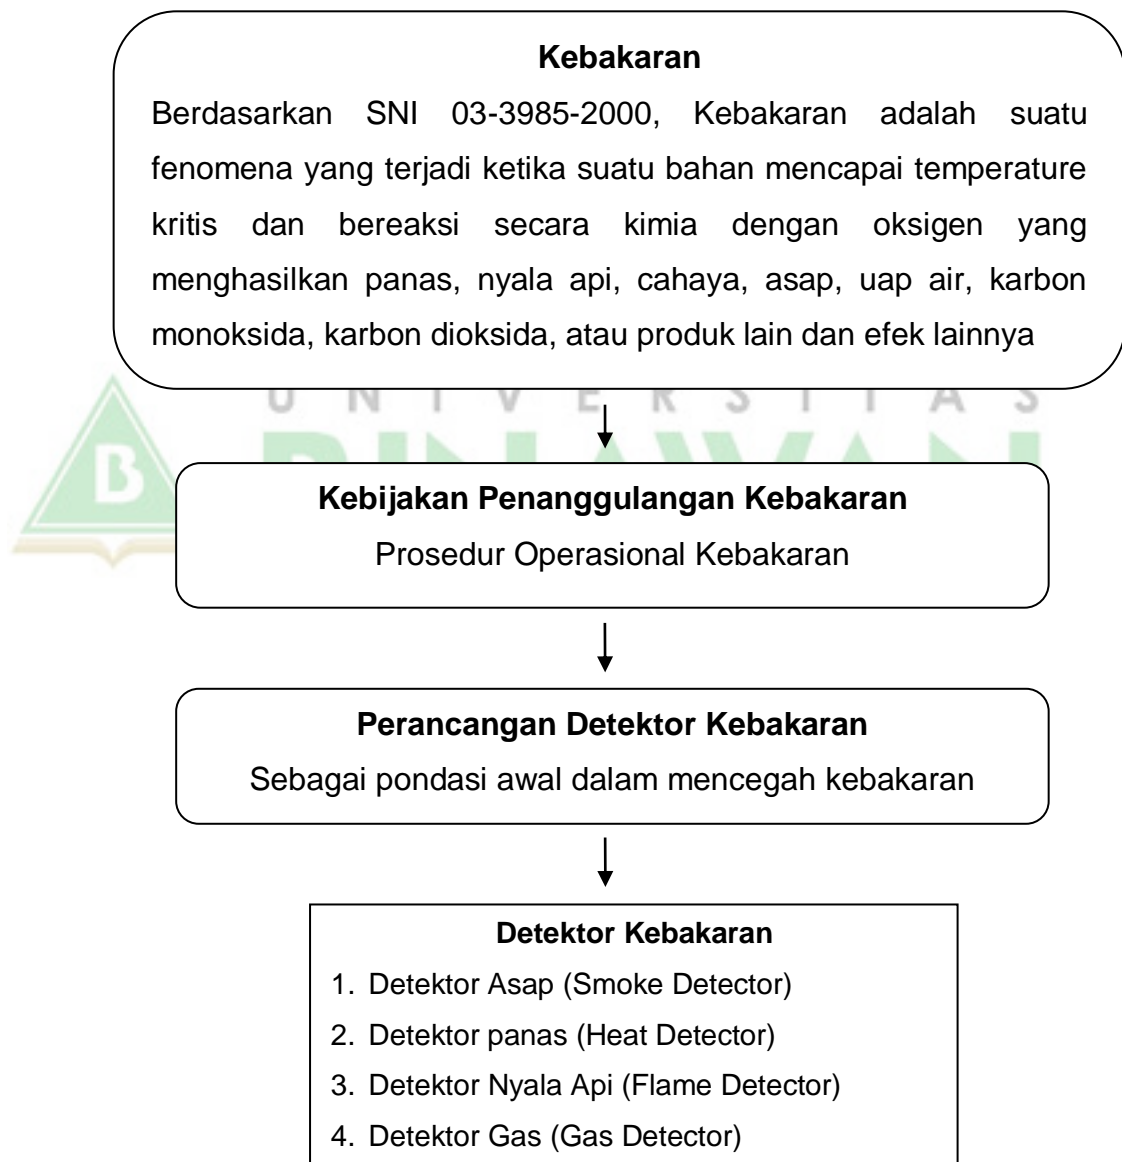 Kebakaran
Berdasarkan SNI 03-3985-2000, Kebakaran adalah suatu
fenomena yang terjadi ketika suatu bahan mencapai temperature
kritis dan bereaksi secara kimia dengan oksigen yang
menghasilkan panas, nyala api, cahaya, asap, uap air, karbon
monoksida, karbon dioksida, atau produk lain dan efek lainnya
UNIVERSITAS
BINAWAN
B
Kebijakan Penanggulangan Kebakaran
Prosedur Operasional Kebakaran
Perancangan Detektor Kebakaran
Sebagai pondasi awal dalam mencegah kebakaran
Detektor Kebakaran
1. Detektor Asap (Smoke Detector)
2. Detektor panas (Heat Detector)
3. Detektor Nyala Api (Flame Detector)
4. Detektor Gas (Gas Detector)